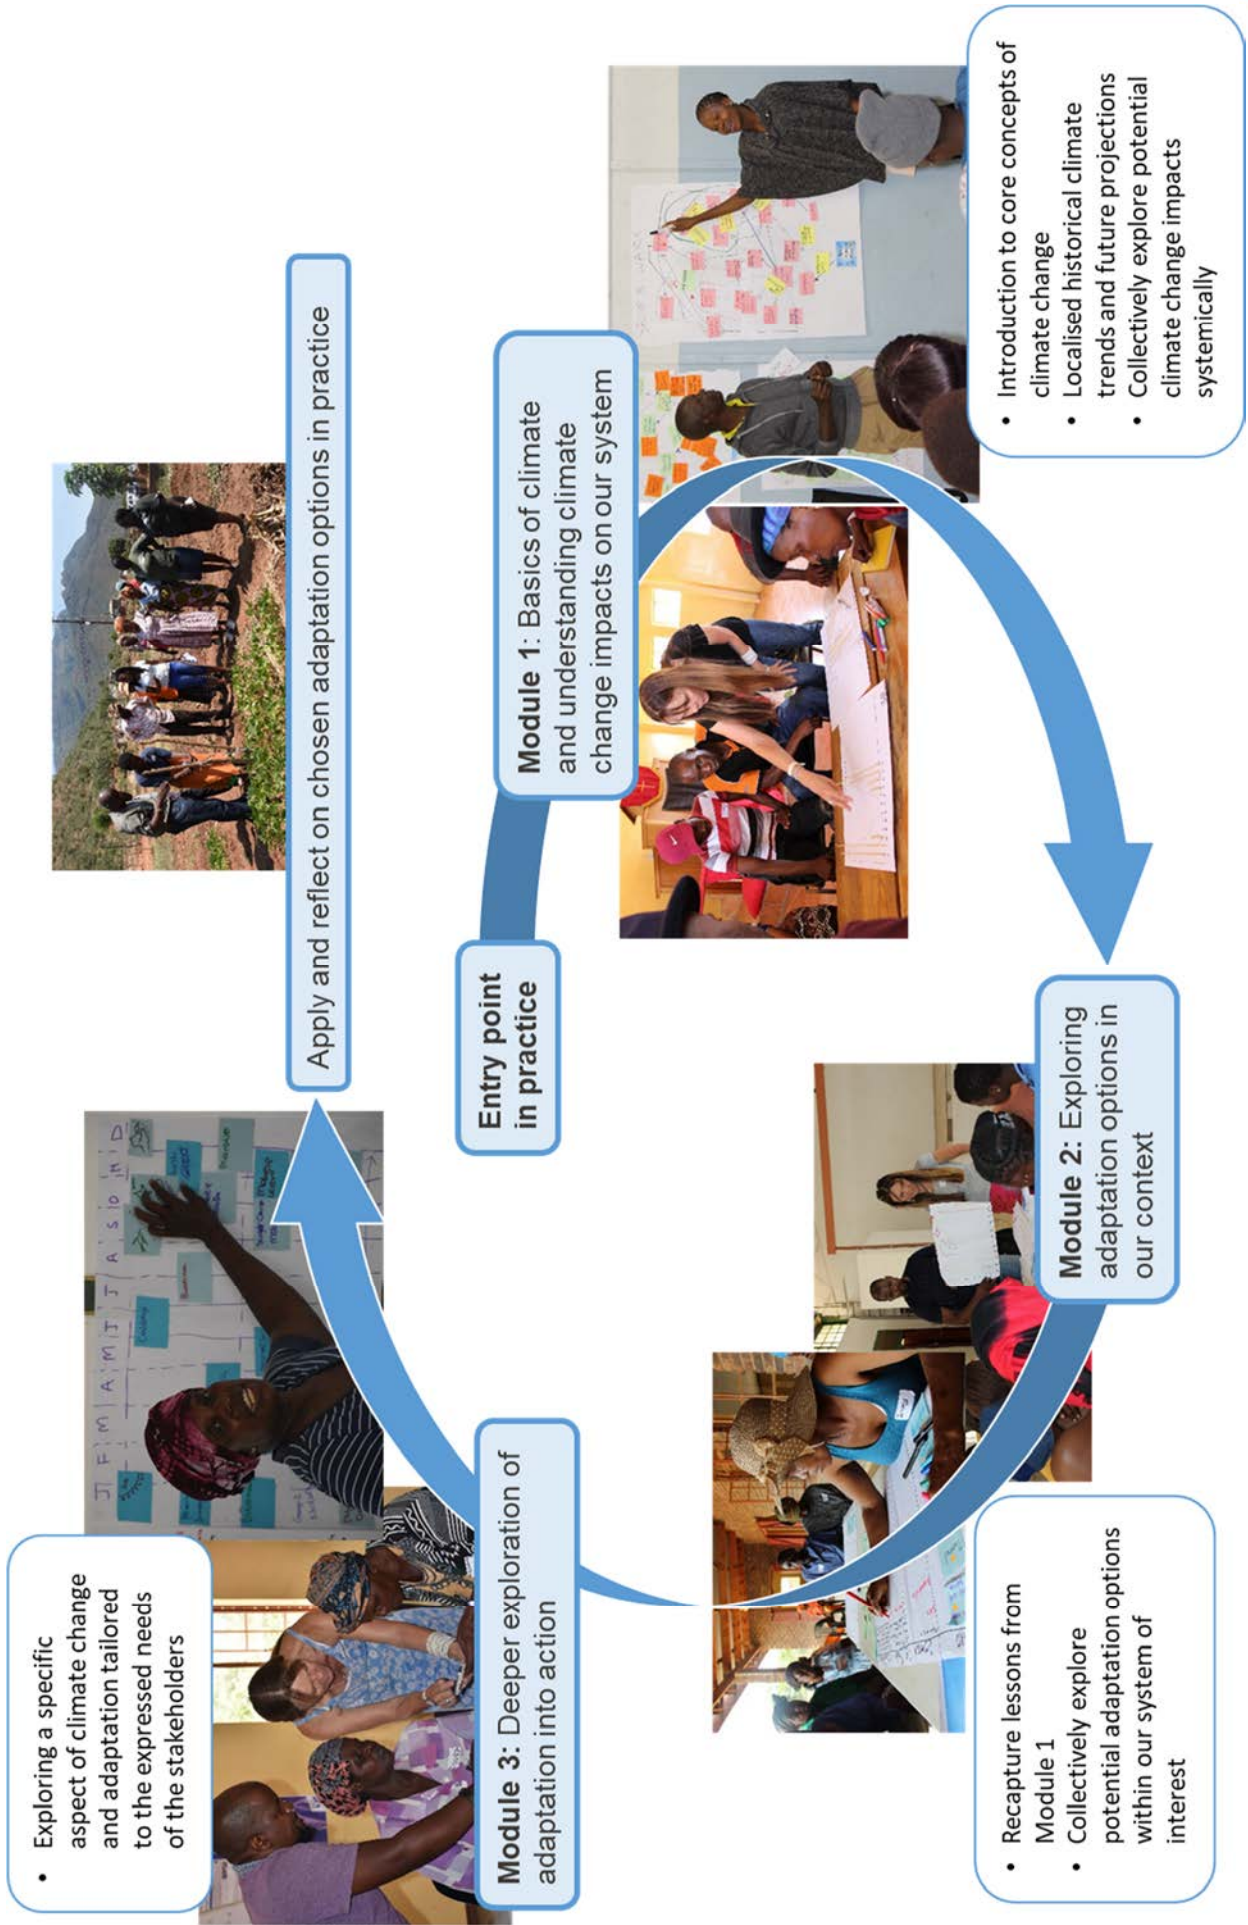 Entry point
in practice
Module 1: Basics of climate
and understanding climate
change impacts on our system
• Introduction to core concepts of
climate change
• Localised historical climate
trends and future projections
• Collectively explore potential
climate change impacts
systemically
Module 2: Exploring
adaptation options in
our context
• Recapture lessons from
Module 1
• Collectively explore
potential adaptation options
within our system of
interest
Module 3: Deeper exploration of
adaptation into action
• Exploring a specific
aspect of climate change
and adaptation tailored
to the expressed needs
of the stakeholders
J F M A M J J A S O N D
Apply and reflect on chosen adaptation options in practice